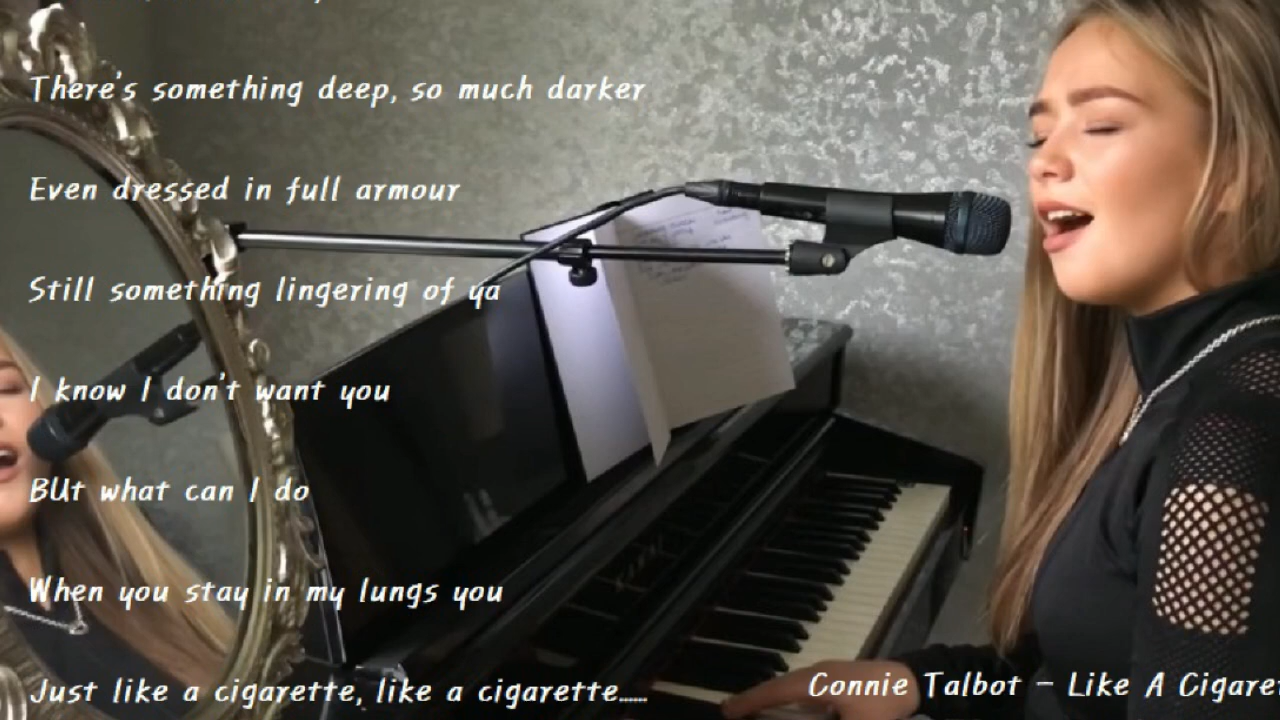 There's something deep, so much darker
Even dressed in full armour
Still something lingering of ya
I know I don't want you
BUt what can I do
When you stay in my lungs you
Just like a cigarette, like a cigarette......
Connie Talbot - Like A Cigare